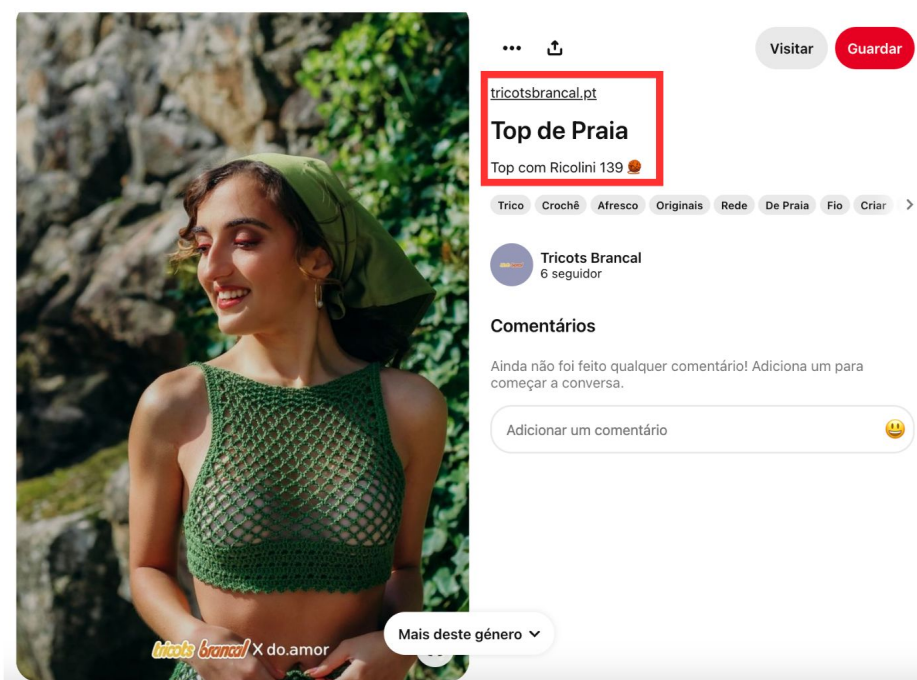 Visitar
Guardar
tricotsbrancal.pt
Top de Praia
Top com Ricolini 139
Trico Crochê Afresco Originais Rede De Praia Fio Criar
Tricots Brancal
6 seguidor
Comentários
Ainda não foi feito qualquer comentário! Adiciona um para
começar a conversa.
Adicionar um comentário
Mais deste género
tricots brancal X do.amor